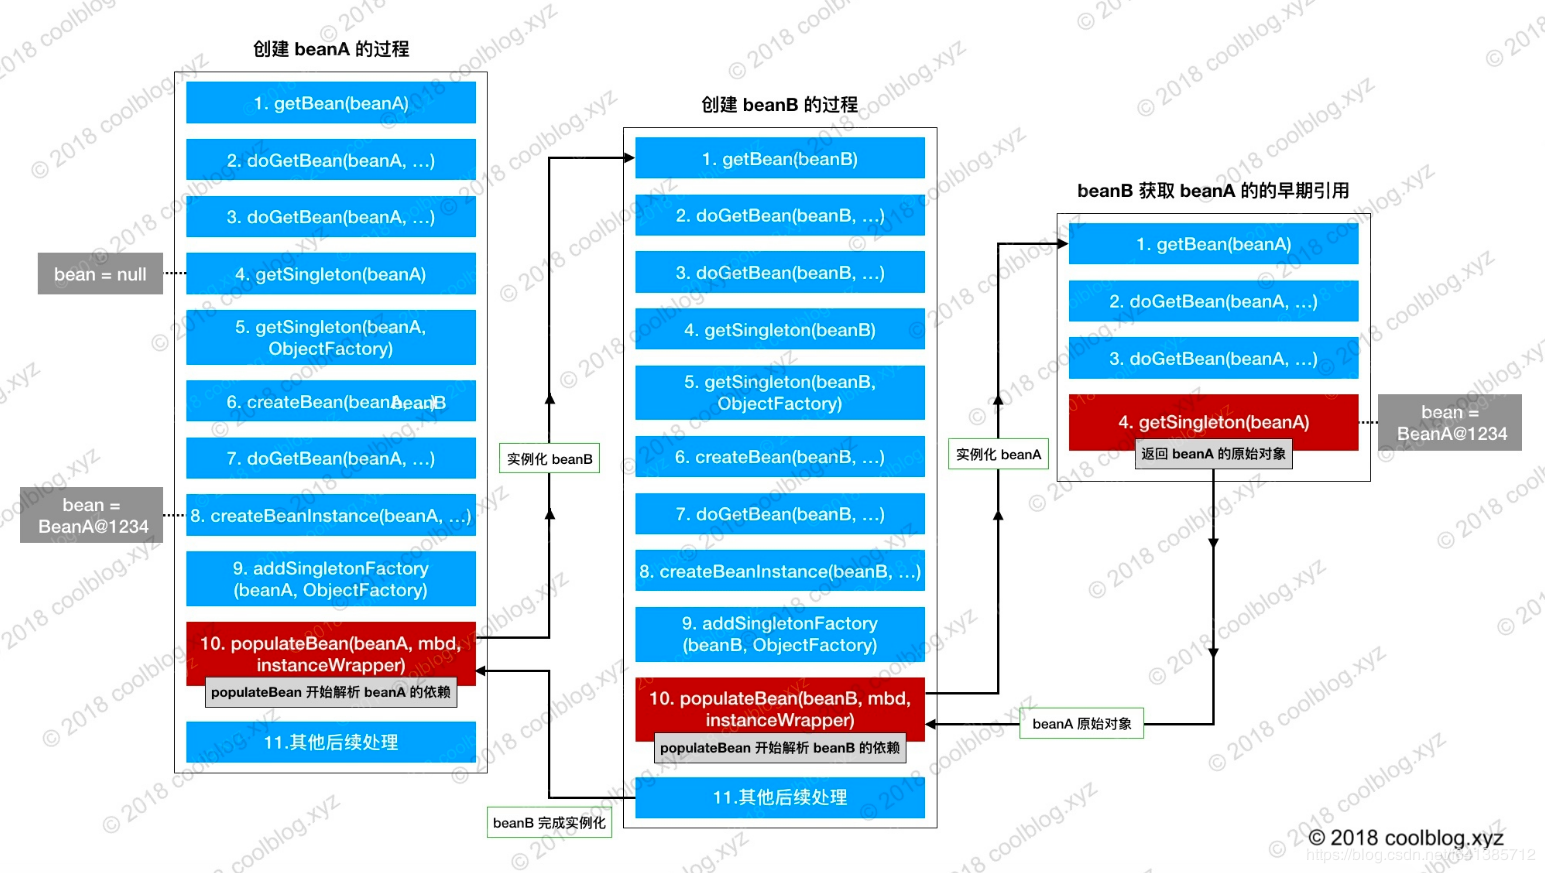 创建 beanA 的过程
1. getBean(beanA)
2. doGetBean(beanA, ...)
3. doGetBean(beanA, ...)
bean = null
4. getSingleton(beanA)
5. getSingleton(beanA,
ObjectFactory)
6. createBean(beanA, ...)
beanB
7. doGetBean(beanA, ...)
bean =
BeanA@1234
8. createBeanInstance(beanA, ...)
9. addSingletonFactory
(beanA, ObjectFactory)
10. populateBean(beanA, mbd,
instanceWrapper)
populateBean 开始解析 beanA 的依赖
11.其他后续处理
实例化 beanB
创建 beanB 的过程
1. getBean(beanB)
2. doGetBean(beanB, ...)
3. doGetBean(beanB, ...)
4. getSingleton(beanB)
5. getSingleton(beanB,
ObjectFactory)
6. createBean(beanB, ...)
7. doGetBean(beanB, ...)
8. createBeanInstance(beanB, ...)
9. addSingletonFactory
(beanB, ObjectFactory)
10. populateBean(beanB, mbd,
instanceWrapper)
populateBean 开始解析 beanB 的依赖
11.其他后续处理
beanB 完成实例化
实例化 beanA
beanB 获取 beanA 的的早期引用
1. getBean(beanA)
2. doGetBean(beanA, ...)
3. doGetBean(beanA, ...)
4. getSingleton(beanA)
返回 beanA 的原始对象
bean =
BeanA@1234
beanA 原始对象
© 2018 coolblog.xyz